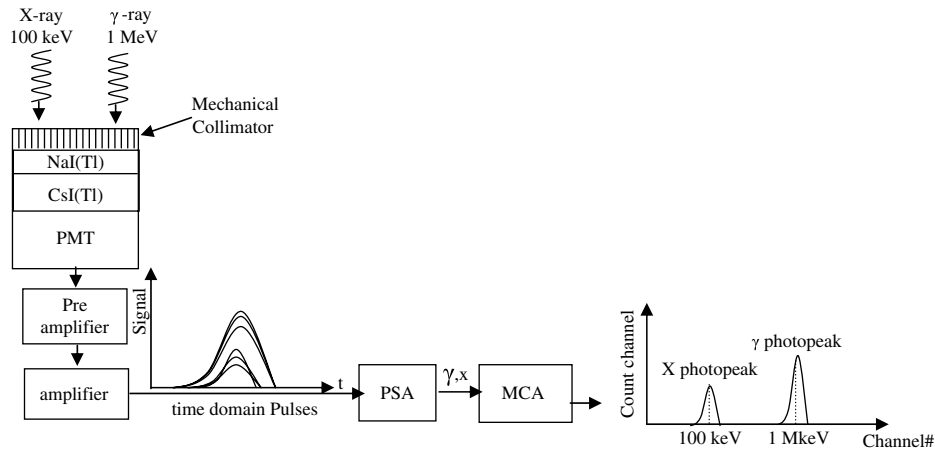 X-ray
100 keV
γ -ray
1 MeV
Mechanical
Collimator
NaI(Tl)
CsI(Tl)
PMT
Pre
amplifier
amplifier
Signal
t
time domain Pulses
PSA
γ,x
MCA
Count channel
X photopeak
γ photopeak
100 keV
1 MkeV
Channel#